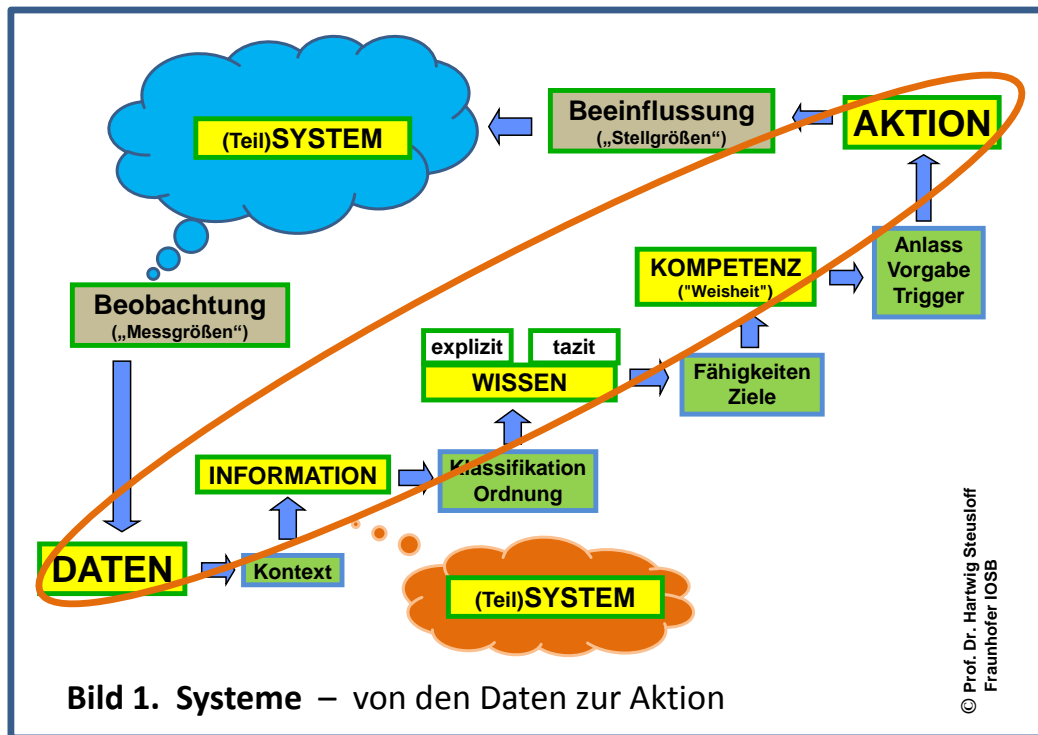 (Teil)SYSTEM
Beeinflussung
(„Stellgrößen“)
AKTION
Beobachtung
(„Messgrößen“)
KOMPETENZ
("Weisheit")
Anlass
Vorgabe
Trigger
explizit
tazit
WISSEN
Fähigkeiten
Ziele
INFORMATION
Klassifikation
Ordnung
DATEN
Kontext
(Teil)SYSTEM
© Prof. Dr. Hartwig Steusloff
Fraunhofer IOSB
Bild 1. Systeme – von den Daten zur Aktion